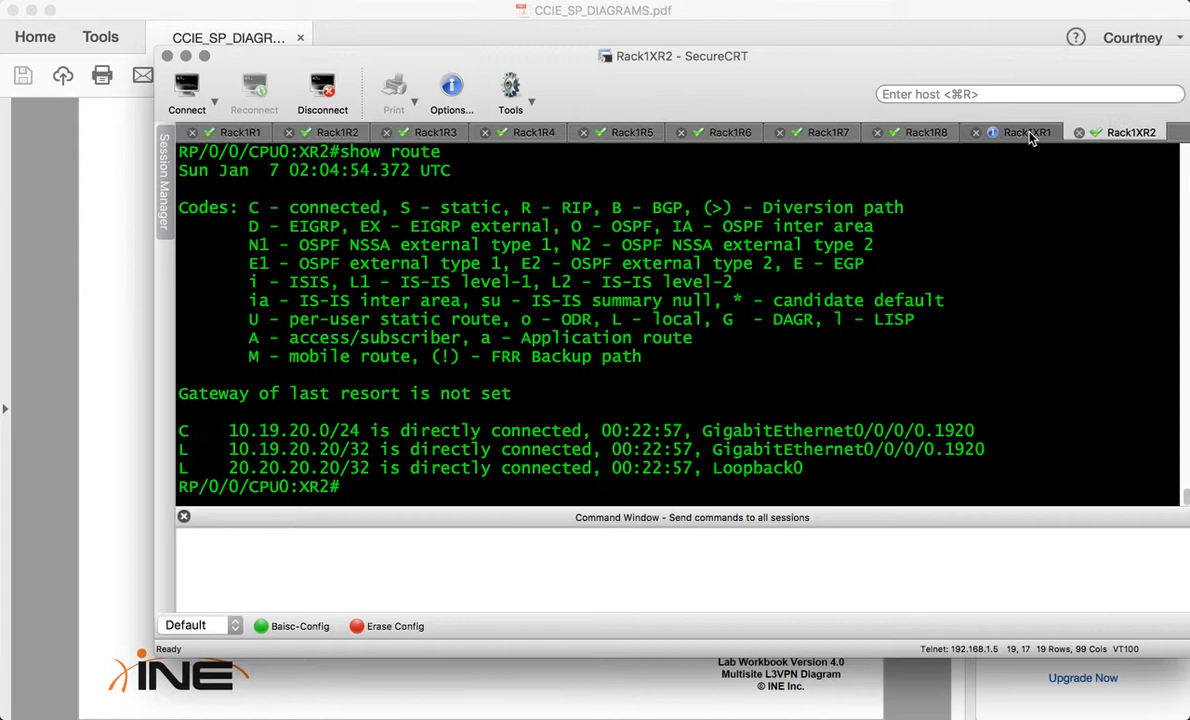 CCIE_SP_DIAGRAMS.pdf
Home Tools CCIE_SP_DIAGR... × ? Courtney
Rack1XR2 - SecureCRT
Connect Reconnect Disconnect Print Options... Tools Enter host <⌘R>
Session Manager
Rack1R1 Rack1R2 Rack1R3 Rack1R4 Rack1R5 Rack1R6 Rack1R7 Rack1R8 Rack1XR1 Rack1XR2
RP/0/0/CPU0:XR2#show route
Sun Jan  7 02:04:54.372 UTC
Codes: C - connected, S - static, R - RIP, B - BGP, (>) - Diversion path
D - EIGRP, EX - EIGRP external, O - OSPF, IA - OSPF inter area
N1 - OSPF NSSA external type 1, N2 - OSPF NSSA external type 2
E1 - OSPF external type 1, E2 - OSPF external type 2, E - EGP
i - ISIS, L1 - IS-IS level-1, L2 - IS-IS level-2
ia - IS-IS inter area, su - IS-IS summary null, * - candidate default
U - per-user static route, o - ODR, L - local, G  - DAGR, l - LISP
A - access/subscriber, a - Application route
M - mobile route, (!) - FRR Backup path
Gateway of last resort is not set
C    10.19.20.0/24 is directly connected, 00:22:57, GigabitEthernet0/0/0/0.1920
L    10.19.20.20/32 is directly connected, 00:22:57, GigabitEthernet0/0/0/0.1920
L    20.20.20.20/32 is directly connected, 00:22:57, Loopback0
RP/0/0/CPU0:XR2#
Command Window - Send commands to all sessions
Default Baisc-Config Erase Config
Ready Telnet: 192.168.1.5 19, 17 19 Rows, 99 Cols VT100
INE
Lab Workbook Version 4.0
Multisite L3VPN Diagram
© INE Inc.
Upgrade Now